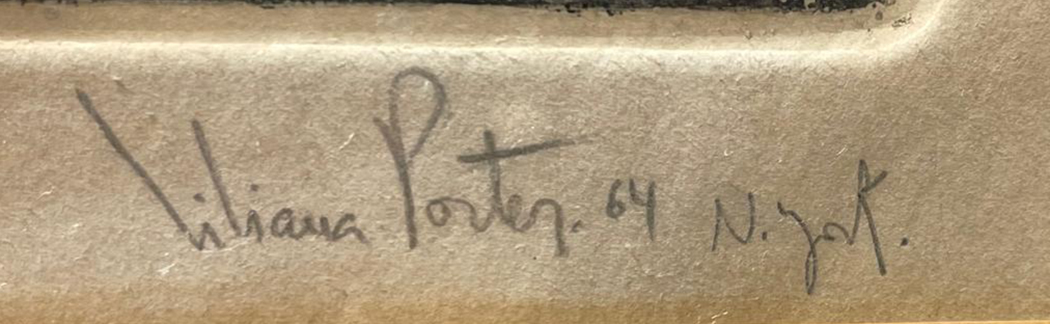 Liliana Porter. 64 N. York.